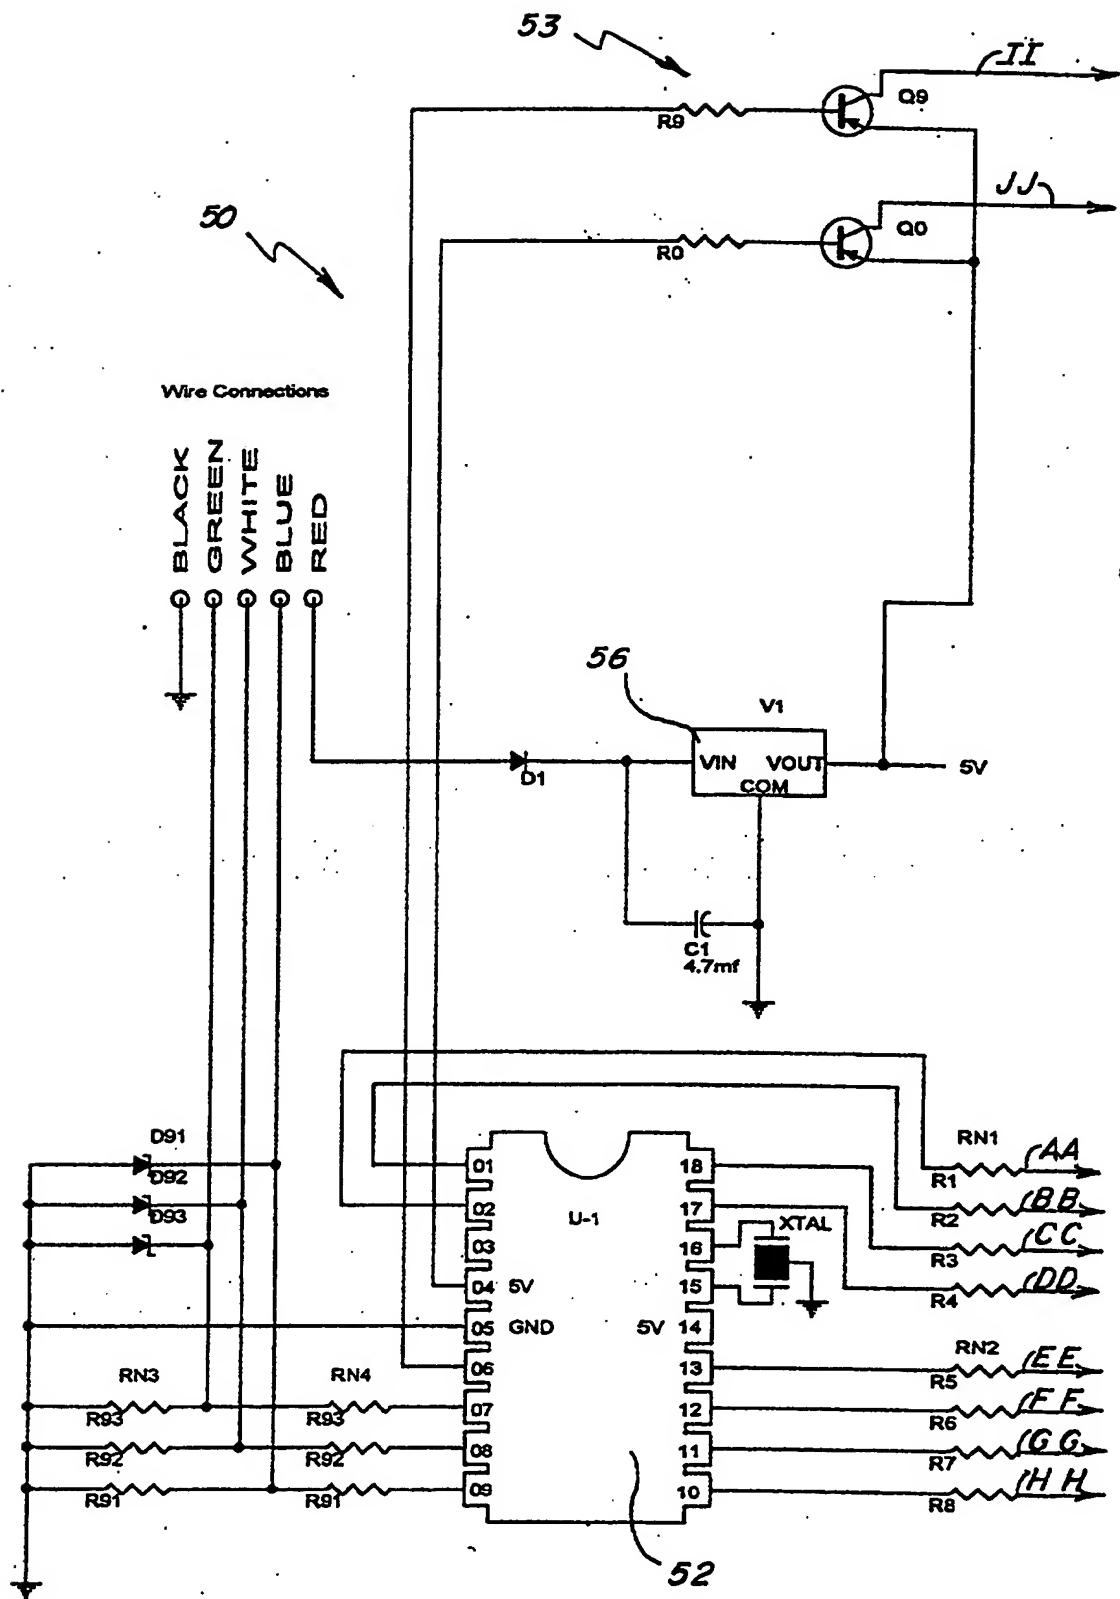 53
II
Q9
R9
JJ
50
Q0
R0
Wire Connections
BLACK
GREEN
WHITE
BLUE
RED
56
V1
VIN
VOUT
COM
5V
D1
C1
4.7mf
D91
D92
D93
01
02
03
04
05
06
07
08
09
18
17
16
15
14
13
12
11
10
U-1
5V
GND
5V
XTAL
RN1
AA
R1
BB
R2
CC
R3
DD
R4
RN2
EE
R5
FF
R6
GG
R7
HH
R8
RN3
RN4
R93
R93
R92
R92
R91
R91
52